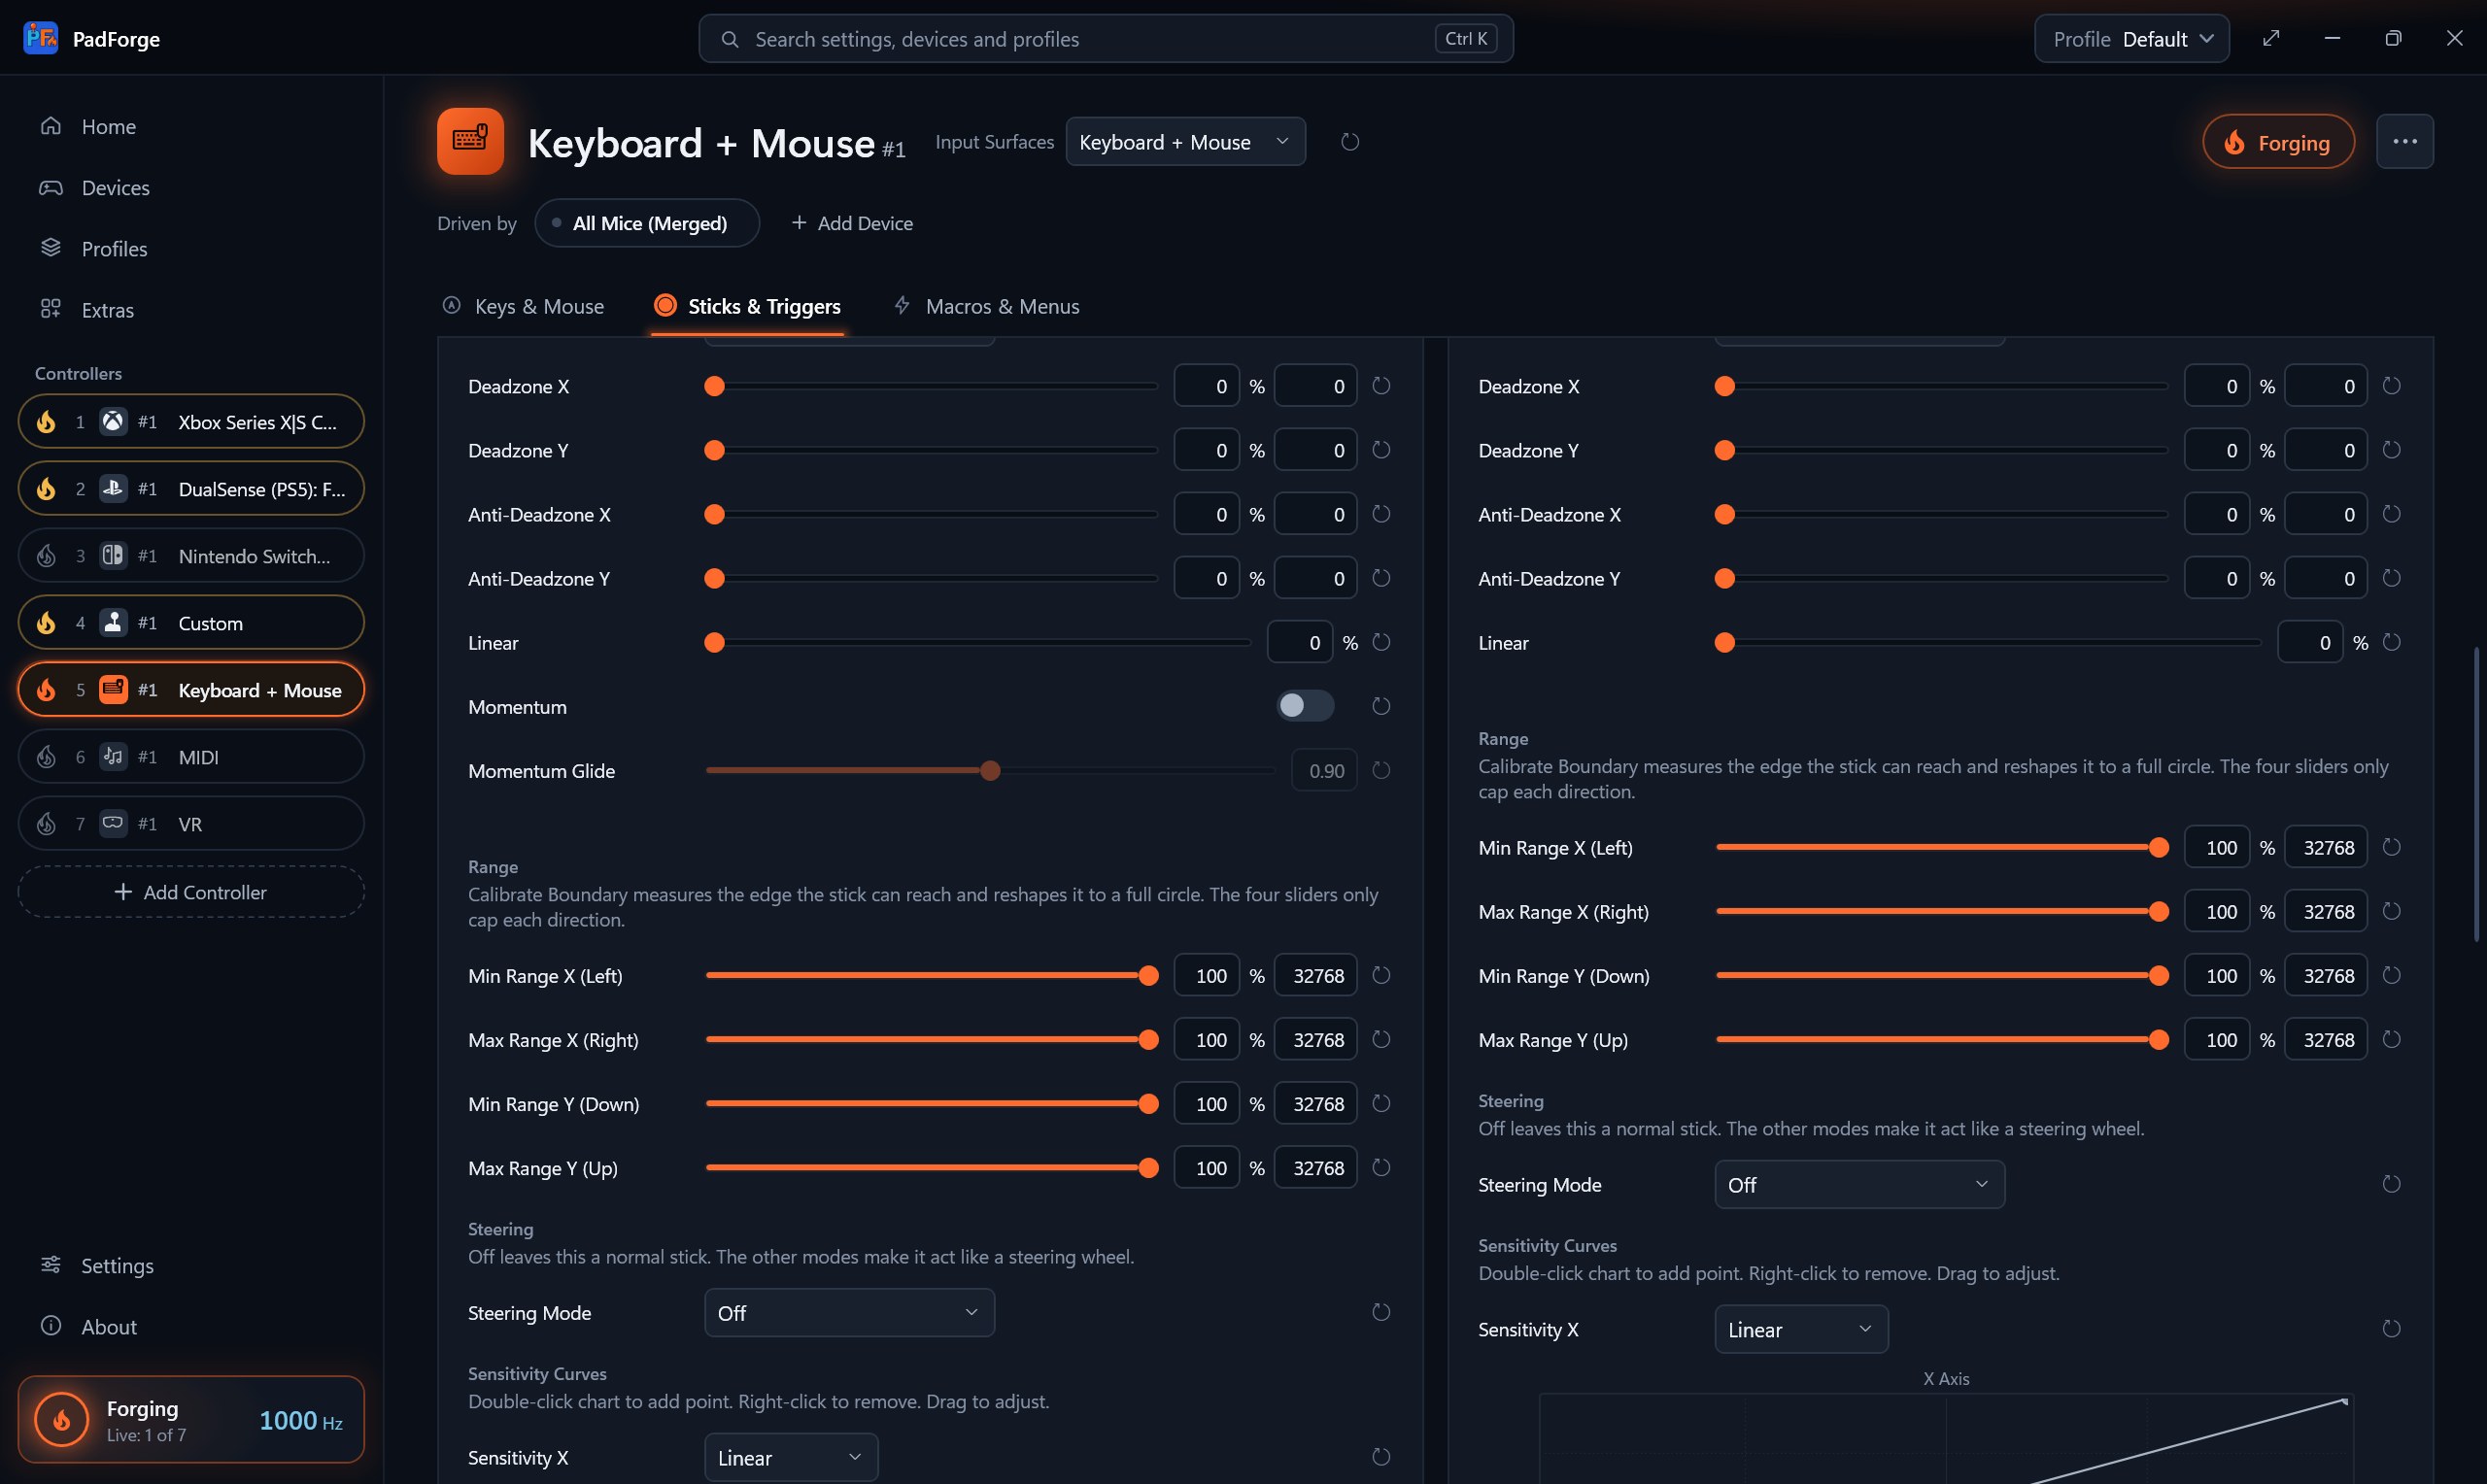 PadForge
Search settings, devices and profiles
Ctrl K
Profile Default
Home
Devices
Profiles
Extras
Controllers
1 #1 Xbox Series X|S C...
2 #1 DualSense (PS5): F...
3 #1 Nintendo Switch...
4 #1 Custom
5 #1 Keyboard + Mouse
6 #1 MIDI
7 #1 VR
+ Add Controller
Settings
About
Forging
Live: 1 of 7
1000 Hz
Keyboard + Mouse #1
Input Surfaces Keyboard + Mouse
Forging
Driven by All Mice (Merged) + Add Device
Keys & Mouse
Sticks & Triggers
Macros & Menus
Deadzone X 0 % 0
Deadzone Y 0 % 0
Anti-Deadzone X 0 % 0
Anti-Deadzone Y 0 % 0
Linear 0 %
Momentum
Momentum Glide 0.90
Range
Calibrate Boundary measures the edge the stick can reach and reshapes it to a full circle. The four sliders only
cap each direction.
Min Range X (Left) 100 % 32768
Max Range X (Right) 100 % 32768
Min Range Y (Down) 100 % 32768
Max Range Y (Up) 100 % 32768
Steering
Off leaves this a normal stick. The other modes make it act like a steering wheel.
Steering Mode Off
Sensitivity Curves
Double-click chart to add point. Right-click to remove. Drag to adjust.
Sensitivity X Linear
Deadzone X 0 % 0
Deadzone Y 0 % 0
Anti-Deadzone X 0 % 0
Anti-Deadzone Y 0 % 0
Linear 0 %
Range
Calibrate Boundary measures the edge the stick can reach and reshapes it to a full circle. The four sliders only
cap each direction.
Min Range X (Left) 100 % 32768
Max Range X (Right) 100 % 32768
Min Range Y (Down) 100 % 32768
Max Range Y (Up) 100 % 32768
Steering
Off leaves this a normal stick. The other modes make it act like a steering wheel.
Steering Mode Off
Sensitivity Curves
Double-click chart to add point. Right-click to remove. Drag to adjust.
Sensitivity X Linear
X Axis